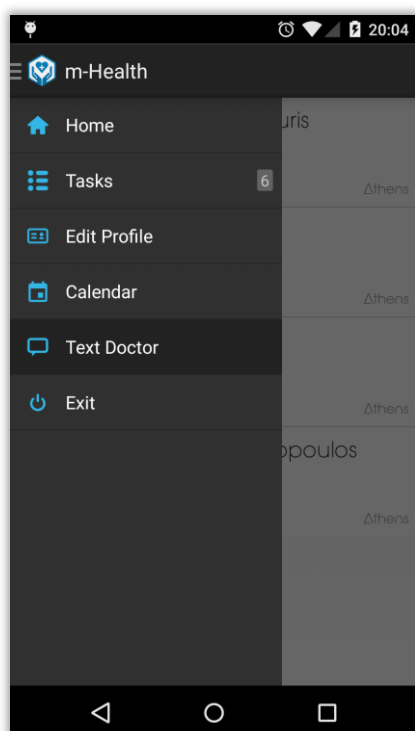 20:04
m-Health
Home
uris
Tasks
6
Athens
Edit Profile
Calendar
Athens
Text Doctor
Exit
Athens
opoulos
Athens